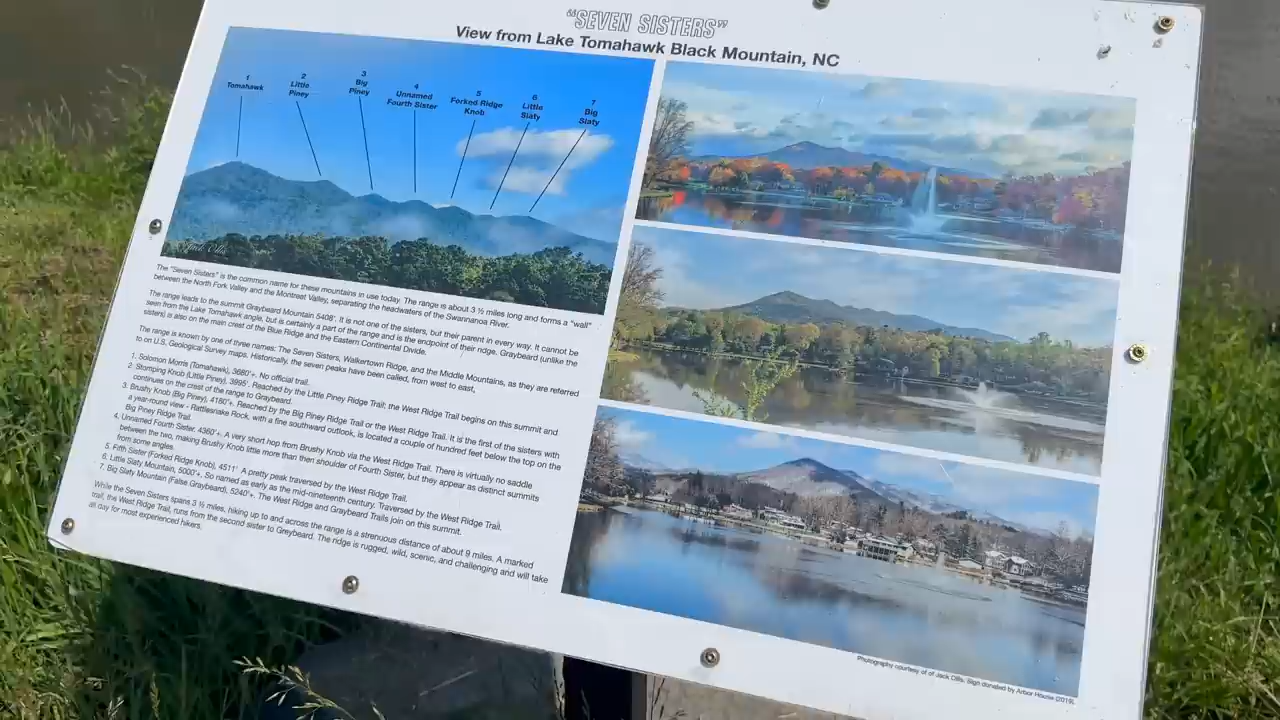 "SEVEN SISTERS"
View from Lake Tomahawk Black Mountain, NC
1
Tomahawk
2
Little
Piney
3
Big
Piney
4
Unnamed
Fourth Sister
5
Forked Ridge
Knob
6
Little
Slaty
7
Big
Slaty
Jack Ollis
The "Seven Sisters" is the common name for these mountains in use today. The range is about 3 ½ miles long and forms a "wall"
between the North Fork Valley and the Montreat Valley, separating the headwaters of the Swannanoa River.
The range leads to the summit Graybeard Mountain 5408'. It is not one of the sisters, but their parent in every way. It cannot be
seen from the Lake Tomahawk angle, but is certainly a part of the range and is the endpoint of their ridge. Graybeard (unlike the
sisters) is also on the main crest of the Blue Ridge and the Eastern Continental Divide.
The range is known by one of three names: The Seven Sisters, Walkertown Ridge, and the Middle Mountains, as they are referred
to on U.S. Geological Survey maps. Historically, the seven peaks have been called, from west to east,
1. Solomon Morris (Tomahawk), 3680'+. No official trail.
2. Stomping Knob (Little Piney), 3995'. Reached by the Little Piney Ridge Trail; the West Ridge Trail begins on this summit and
continues on the crest of the range to Graybeard.
3. Brushy Knob (Big Piney), 4180'+. Reached by the Big Piney Ridge Trail or the West Ridge Trail. It is the first of the sisters with
a year-round view - Rattlesnake Rock, with a fine southward outlook, is located a couple of hundred feet below the top on the
Big Piney Ridge Trail.
4. Unnamed Fourth Sister, 4360'+. A very short hop from Brushy Knob via the West Ridge Trail. There is virtually no saddle
between the two, making Brushy Knob little more than then shoulder of Fourth Sister, but they appear as distinct summits
from some angles.
5. Fifth Sister (Forked Ridge Knob), 4511' A pretty peak traversed by the West Ridge Trail.
6. Little Slaty Mountain, 5000'+, So named as early as the mid-nineteenth century. Traversed by the West Ridge Trail.
7. Big Slaty Mountain (False Graybeard), 5240'+. The West Ridge and Graybeard Trails join on this summit.
While the Seven Sisters spans 3 ½ miles, hiking up to and across the range is a strenuous distance of about 9 miles. A marked
trail, the West Ridge Trail, runs from the second sister to Greybeard. The ridge is rugged, wild, scenic, and challenging and will take
as day for most experienced hikers.
Photography courtesy of of Jack Ollis. Sign donated by Arbor House (2019).